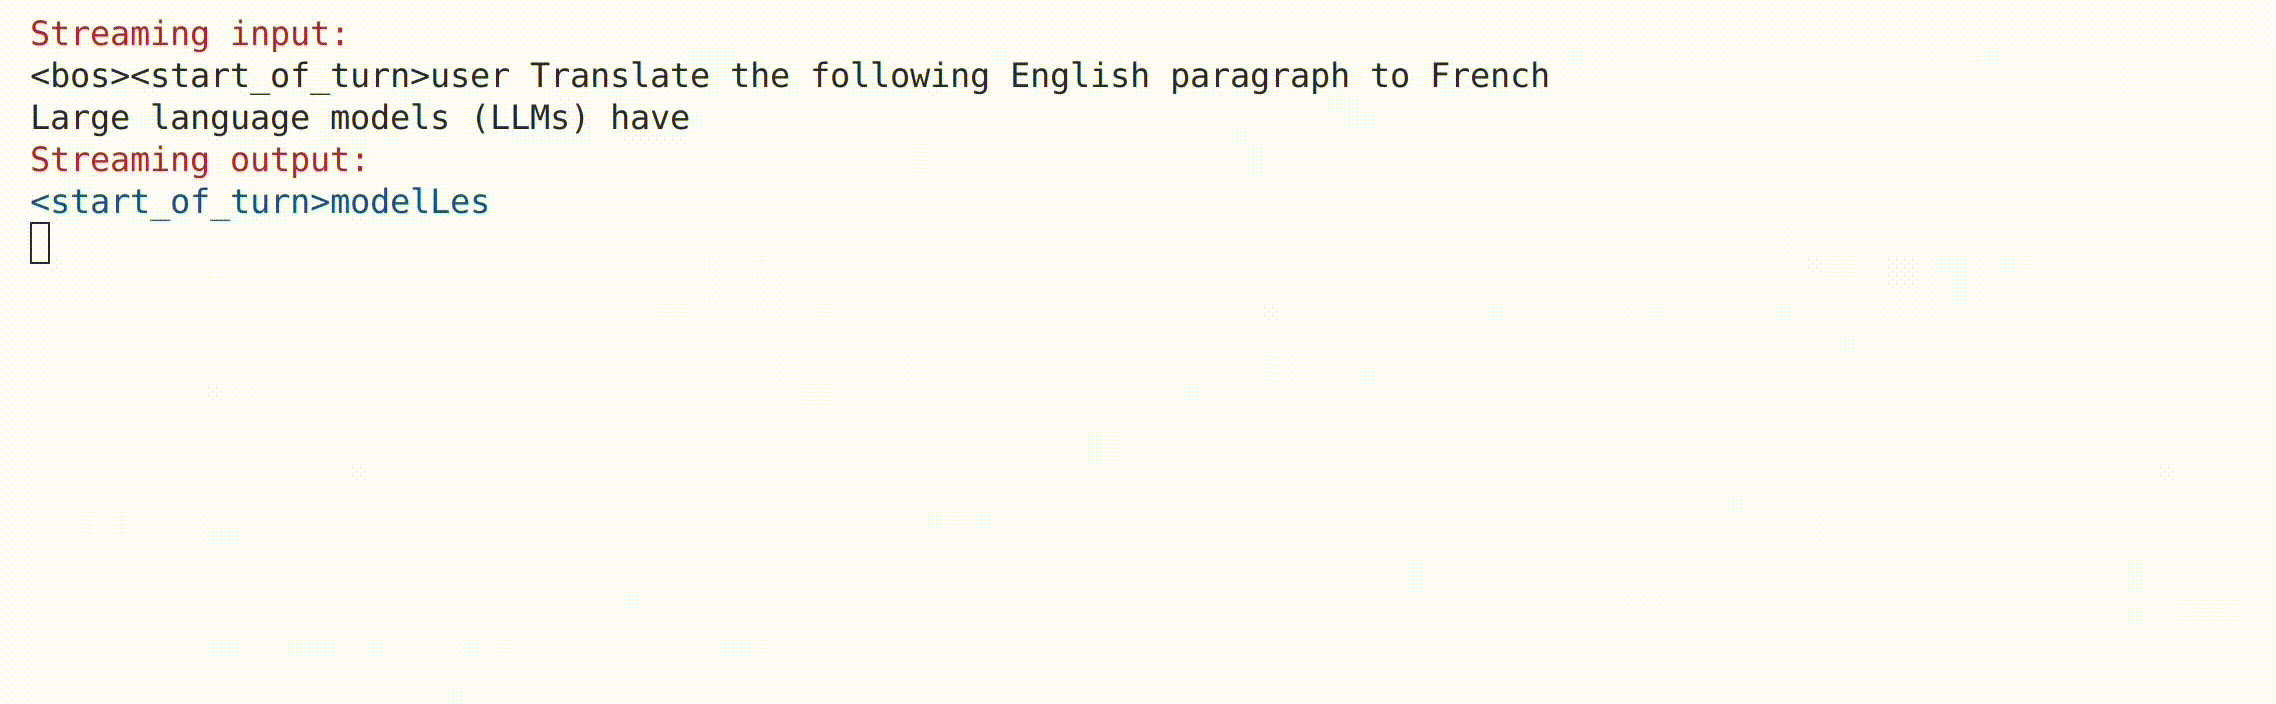 Streaming input:
<bos><start_of_turn>user Translate the following English paragraph to French
Large language models (LLMs) have
Streaming output:
<start_of_turn>modelLes